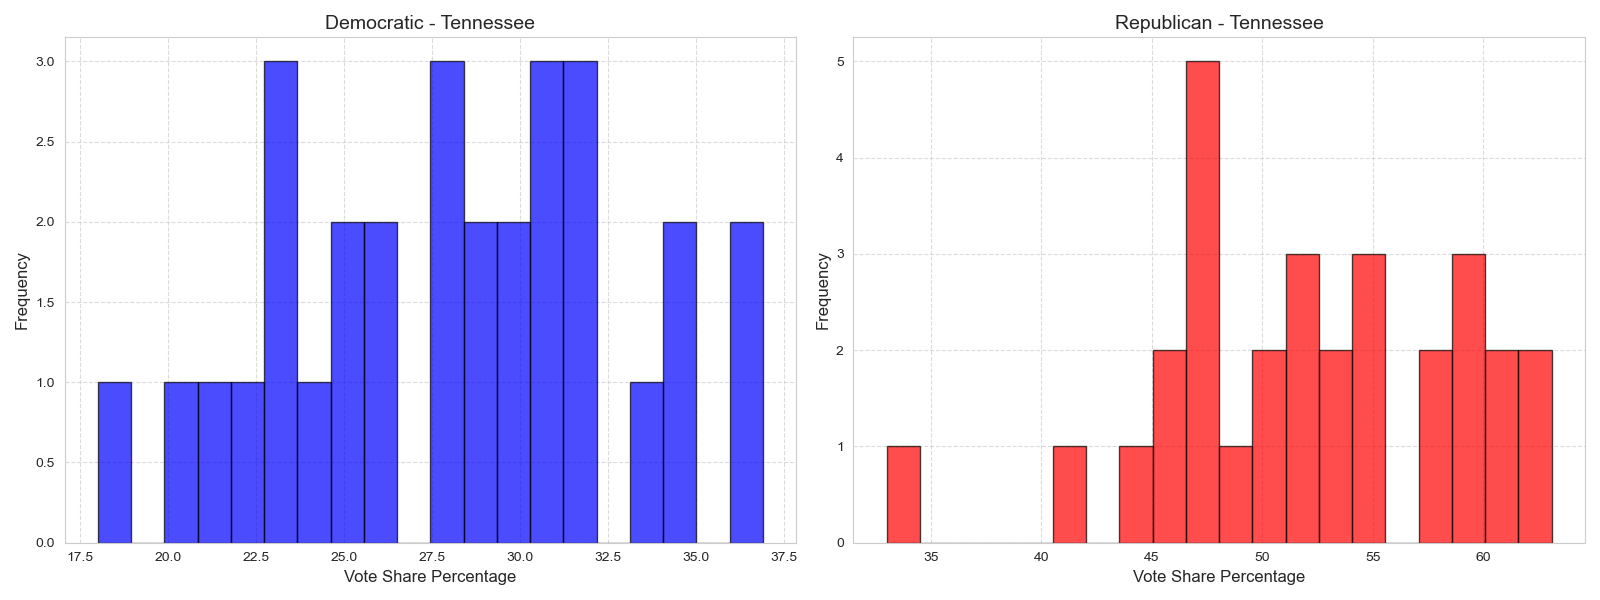 Democratic - Tennessee
Frequency
3.0
2.5
2.0
1.5
1.0
0.5
0.0
17.5 20.0 22.5 25.0 27.5 30.0 32.5 35.0 37.5
Vote Share Percentage
Republican - Tennessee
Frequency
5
4
3
2
1
0
35 40 45 50 55 60
Vote Share Percentage